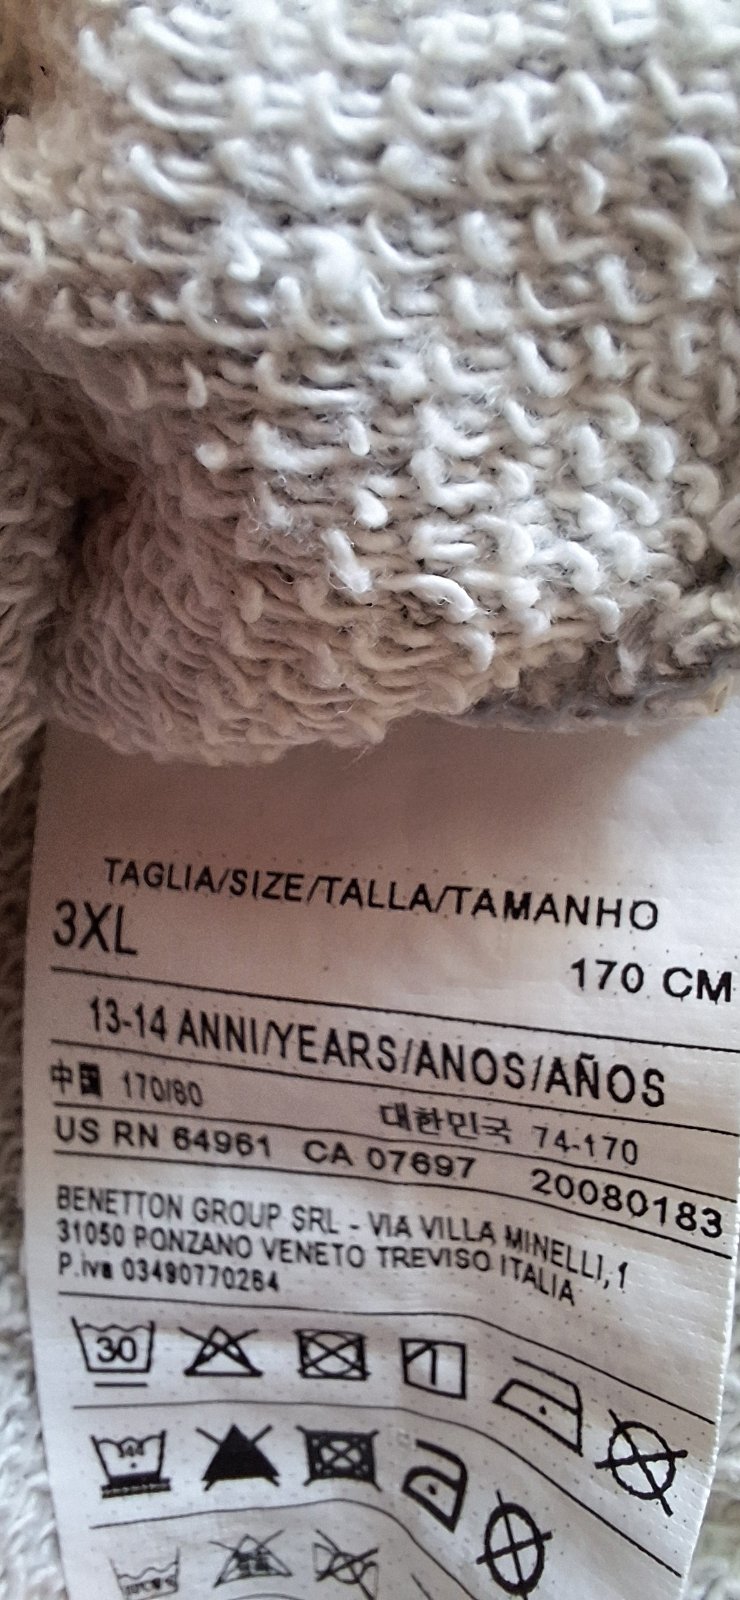 TAGLIA/SIZE/TALLA/TAMANHO
3XL
170 CM
13-14 ANNI/YEARS/ANOS/AÑOS
中国 170/80
대한민국 74-170
US RN 64961 CA 07697 20080183
BENETTON GROUP SRL - VIA VILLA MINELLI, 1
31050 PONZANO VENETO TREVISO ITALIA
P.iva 03490770264
30